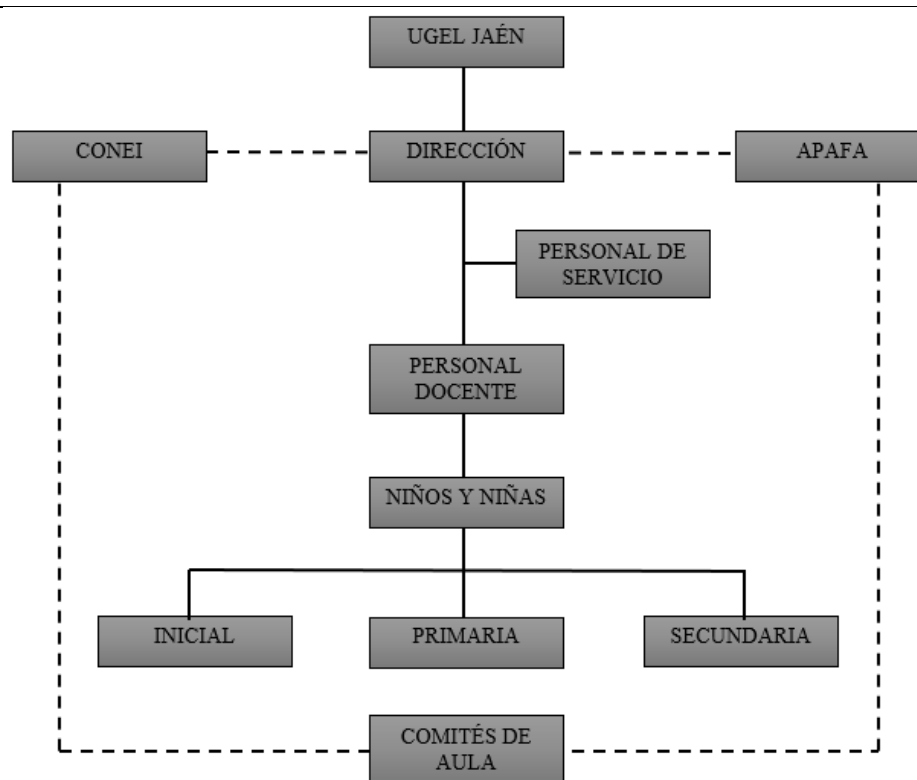 UGEL JAÉN
CONEI
DIRECCIÓN
APAFA
PERSONAL DE
SERVICIO
PERSONAL
DOCENTE
NIÑOS Y NIÑAS
INICIAL
PRIMARIA
SECUNDARIA
COMITÉS DE
AULA